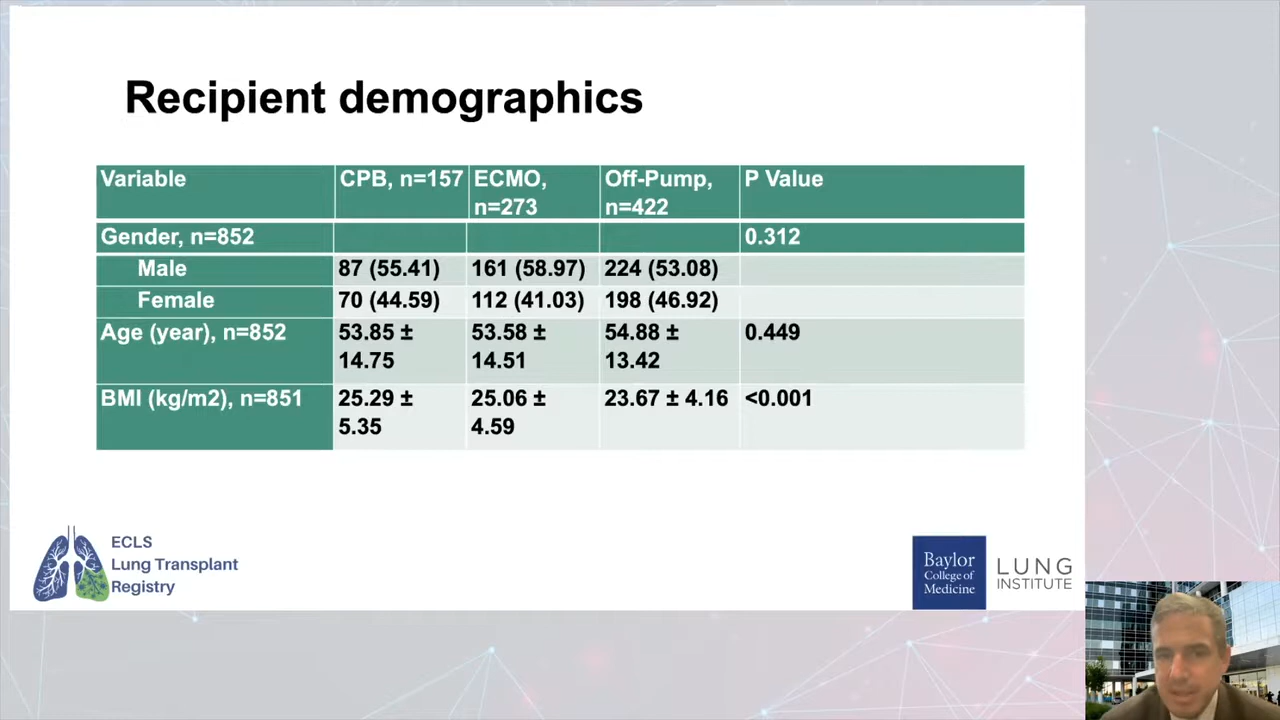 Recipient demographics
Variable CPB, n=157 ECMO, n=273 Off-Pump, n=422 P Value
Gender, n=852 0.312
Male 87 (55.41) 161 (58.97) 224 (53.08)
Female 70 (44.59) 112 (41.03) 198 (46.92)
Age (year), n=852 53.85 ± 14.75 53.58 ± 14.51 54.88 ± 13.42 0.449
BMI (kg/m2), n=851 25.29 ± 5.35 25.06 ± 4.59 23.67 ± 4.16 <0.001
ECLS
Lung Transplant
Registry
Baylor
College of
Medicine
LUNG
INSTITUTE